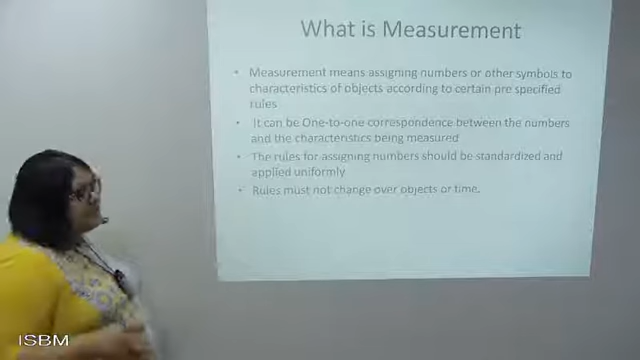 What is Measurement
• Measurement means assigning numbers or other symbols to
characteristics of objects according to certain pre specified
rules
• It can be One-to-one correspondence between the numbers
and the characteristics being measured
• The rules for assigning numbers should be standardized and
applied uniformly
• Rules must not change over objects or time.
ISBM